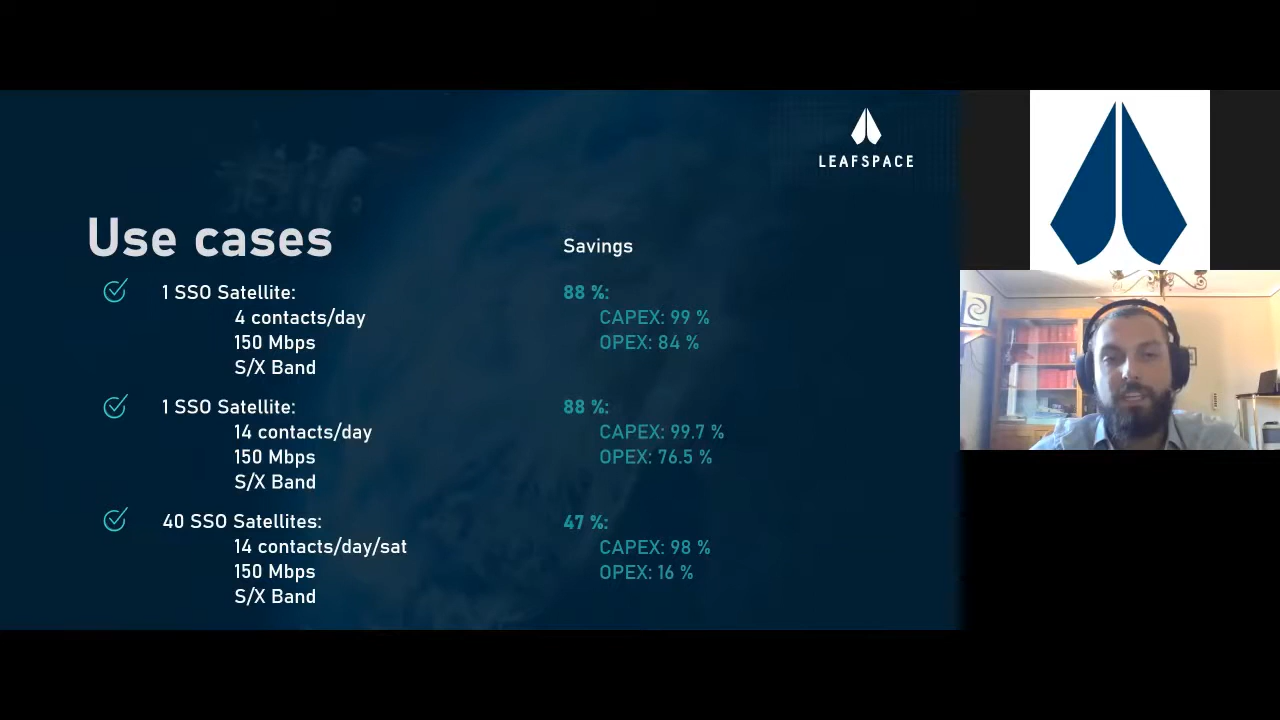 LEAFSPACE
Use cases
Savings
1 SSO Satellite:
4 contacts/day
150 Mbps
S/X Band
88 %:
CAPEX: 99 %
OPEX: 84 %
1 SSO Satellite:
14 contacts/day
150 Mbps
S/X Band
88 %:
CAPEX: 99.7 %
OPEX: 76.5 %
40 SSO Satellites:
14 contacts/day/sat
150 Mbps
S/X Band
47 %:
CAPEX: 98 %
OPEX: 16 %